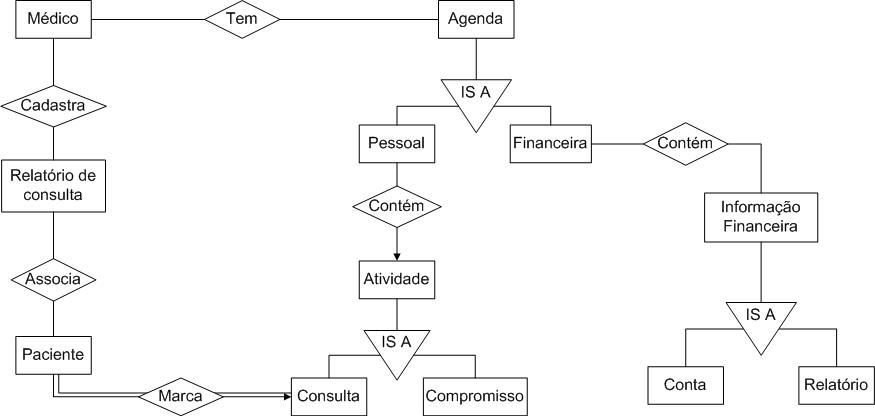 Médico
Tem
Agenda
IS A
Cadastra
Pessoal
Financeira
Contém
Relatório de
consulta
Contém
Informação
Financeira
Associa
Atividade
IS A
IS A
Paciente
Marca
Consulta
Compromisso
Conta
Relatório